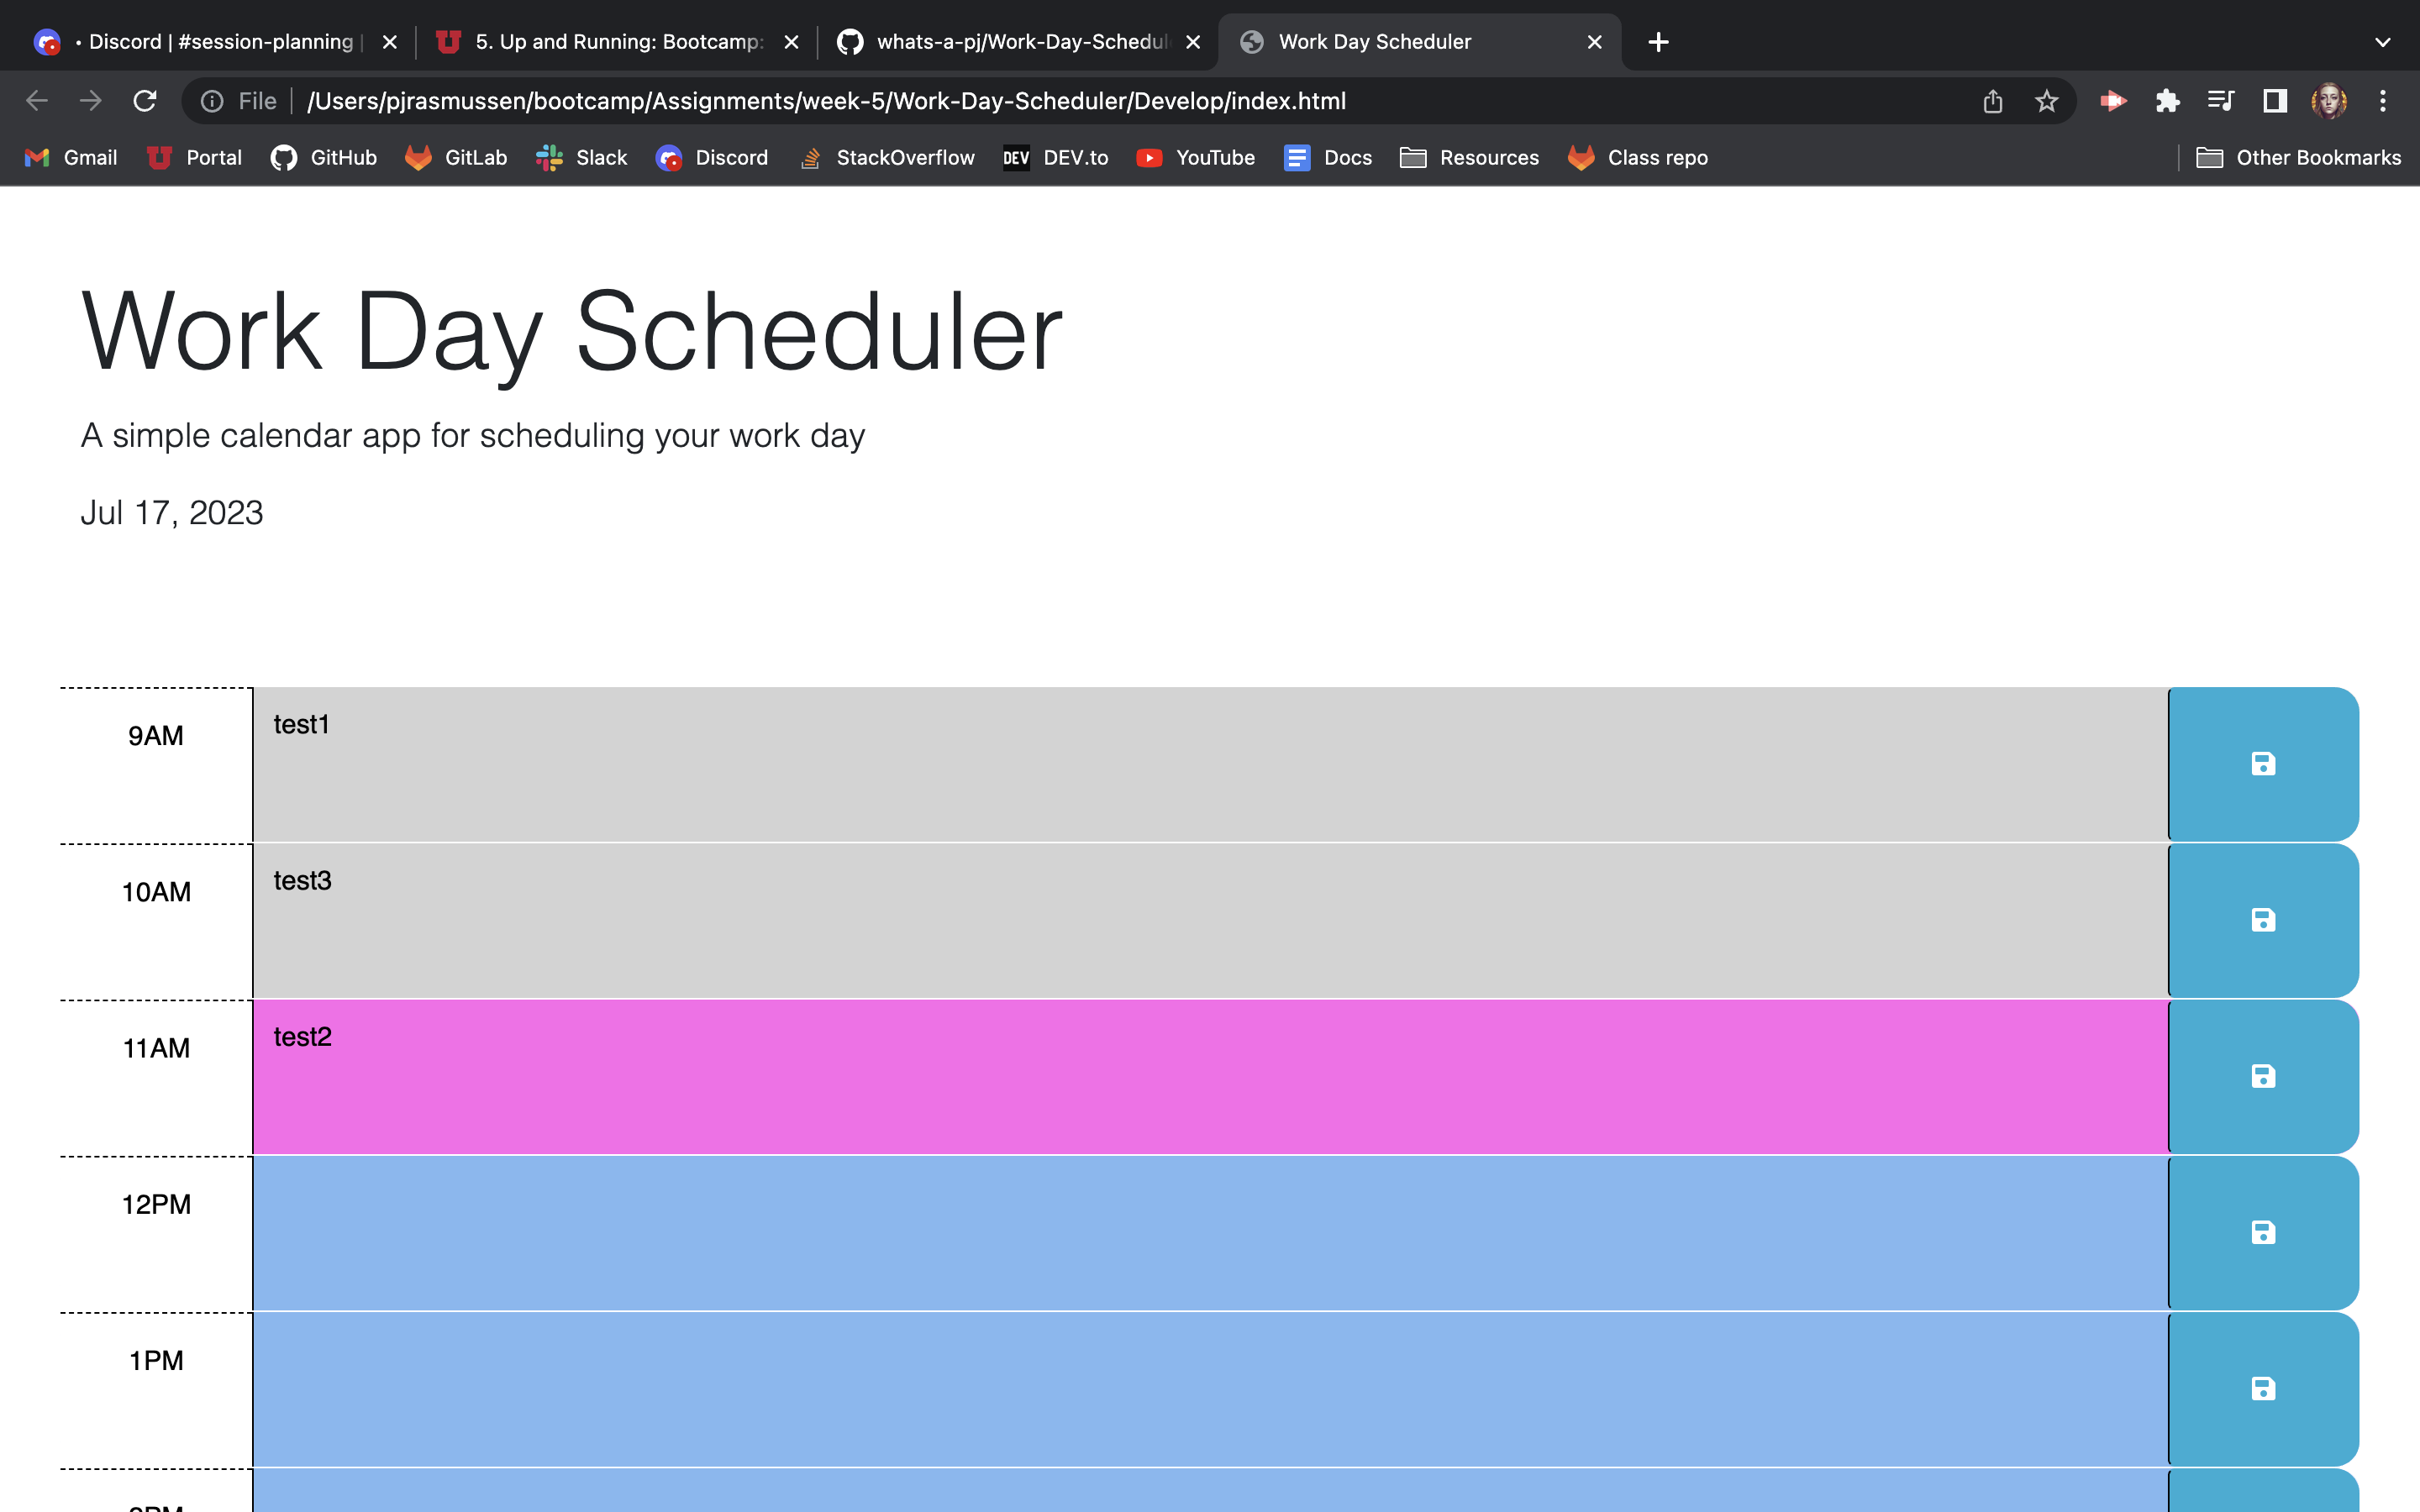 • Discord | #session-planning |
5. Up and Running: Bootcamp:
whats-a-pj/Work-Day-Schedul
Work Day Scheduler
File
/Users/pjrasmussen/bootcamp/Assignments/week-5/Work-Day-Scheduler/Develop/index.html
Gmail Portal GitHub GitLab Slack Discord StackOverflow DEV DEV.to YouTube Docs Resources Class repo Other Bookmarks
Work Day Scheduler
A simple calendar app for scheduling your work day
Jul 17, 2023
9AM test1
10AM test3
11AM test2
12PM
1PM